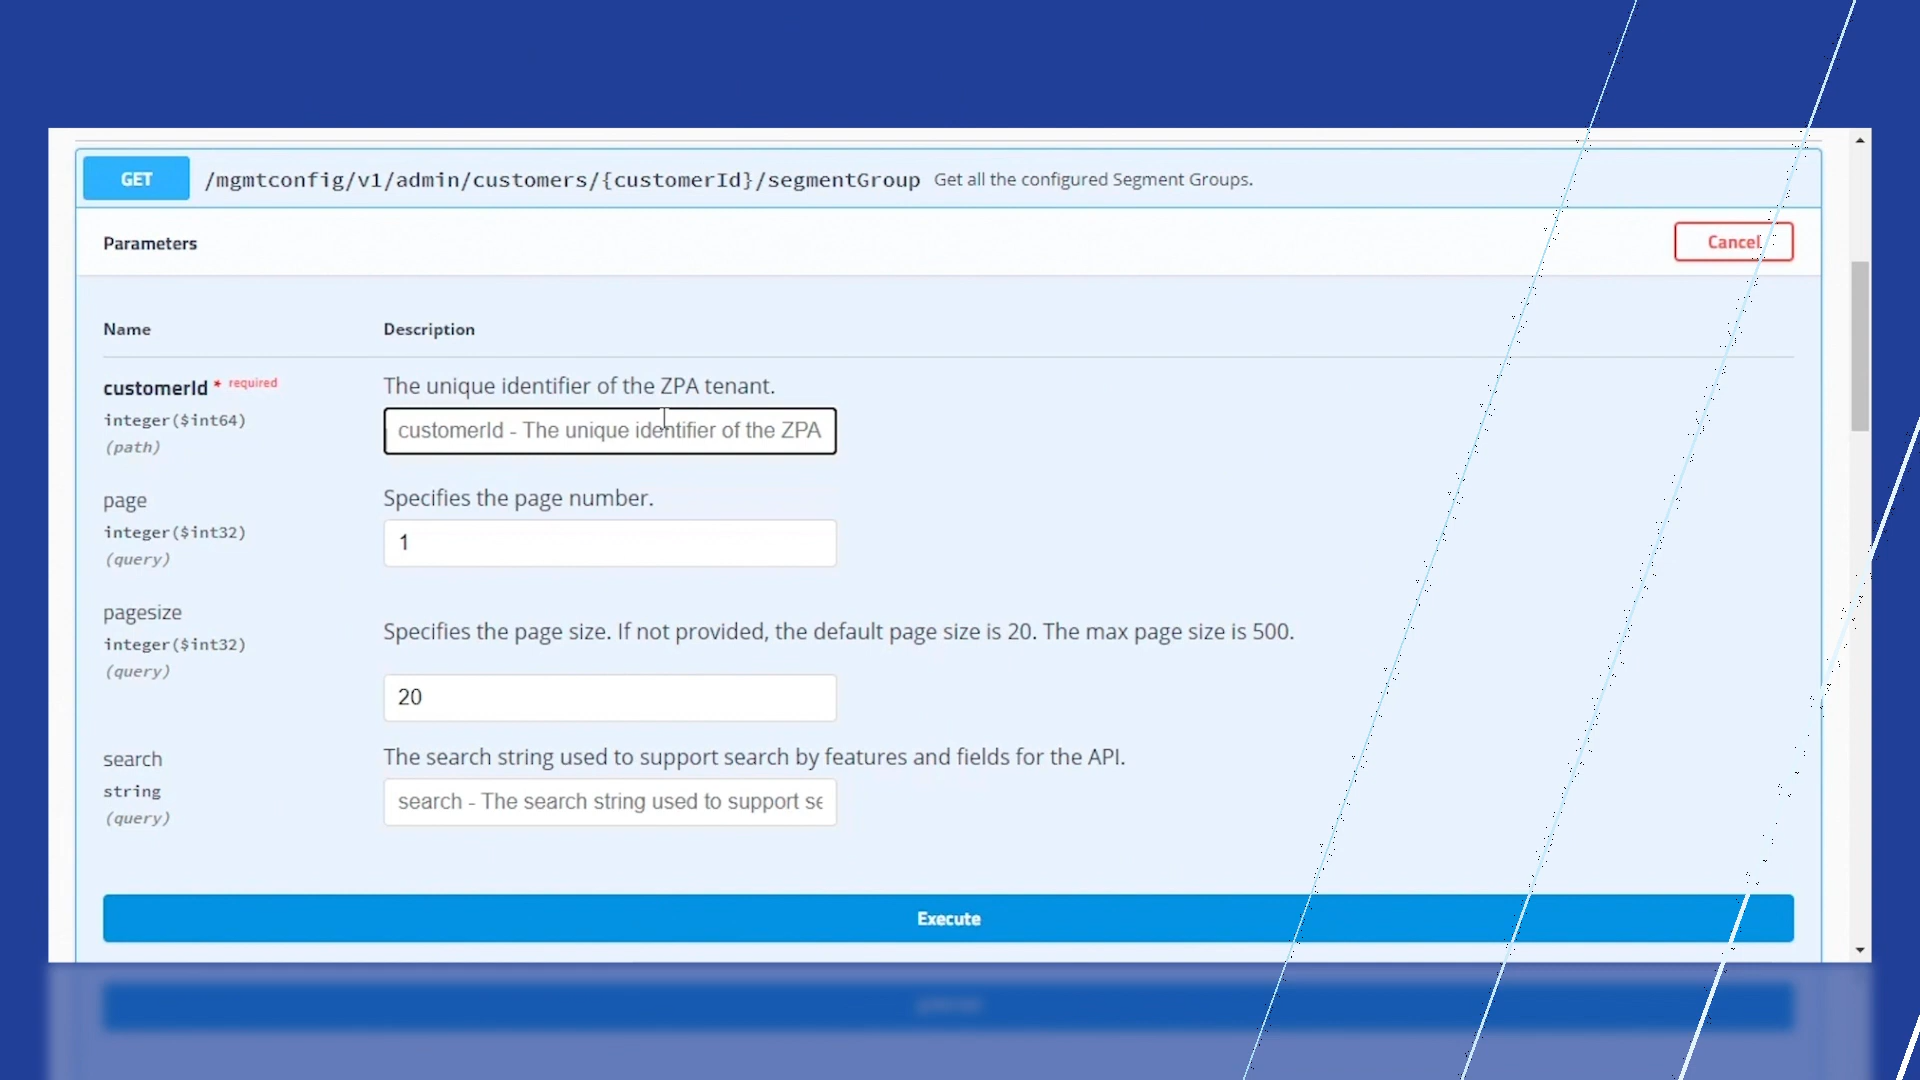 GET /mgmtconfig/v1/admin/customers/{customerId}/segmentGroup Get all the configured Segment Groups.
Parameters
Cancel
Name Description
customerId * required
The unique identifier of the ZPA tenant.
integer($int64)
customerId - The unique identifier of the ZPA
(path)
page
Specifies the page number.
integer($int32)
1
(query)
pagesize
Specifies the page size. If not provided, the default page size is 20. The max page size is 500.
integer($int32)
(query)
20
search
The search string used to support search by features and fields for the API.
string
search - The search string used to support se
(query)
Execute